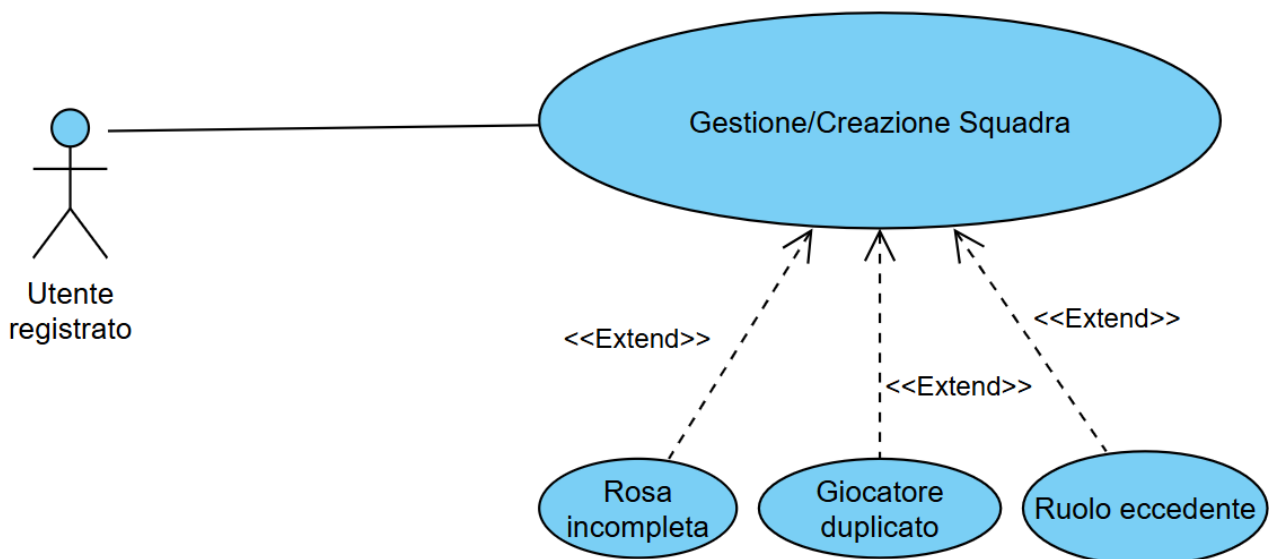 Gestione/Creazione Squadra
Utente
registrato
<<Extend>>
<<Extend>>
<<Extend>>
Rosa
incompleta
Giocatore
duplicato
Ruolo eccedente